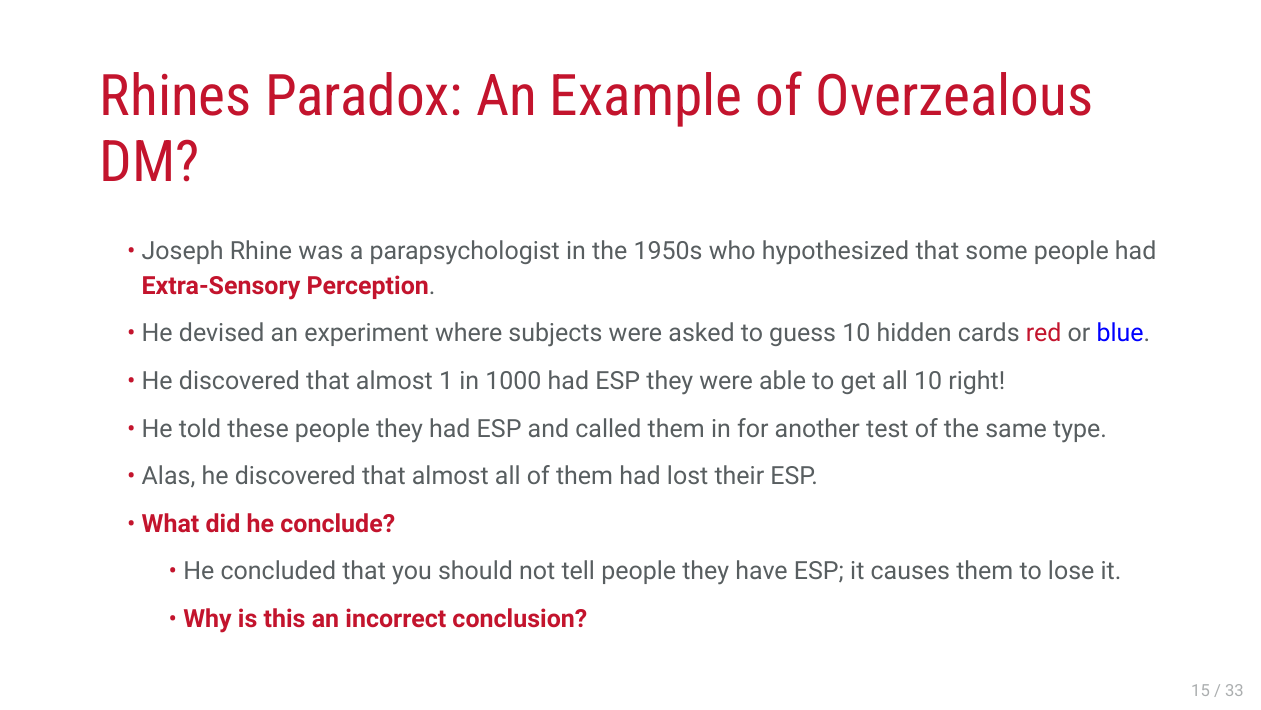 Rhines Paradox: An Example of Overzealous
DM?
• Joseph Rhine was a parapsychologist in the 1950s who hypothesized that some people had
Extra-Sensory Perception.
• He devised an experiment where subjects were asked to guess 10 hidden cards red or blue.
• He discovered that almost 1 in 1000 had ESP they were able to get all 10 right!
• He told these people they had ESP and called them in for another test of the same type.
• Alas, he discovered that almost all of them had lost their ESP.
• What did he conclude?
• He concluded that you should not tell people they have ESP; it causes them to lose it.
• Why is this an incorrect conclusion?
15 / 33